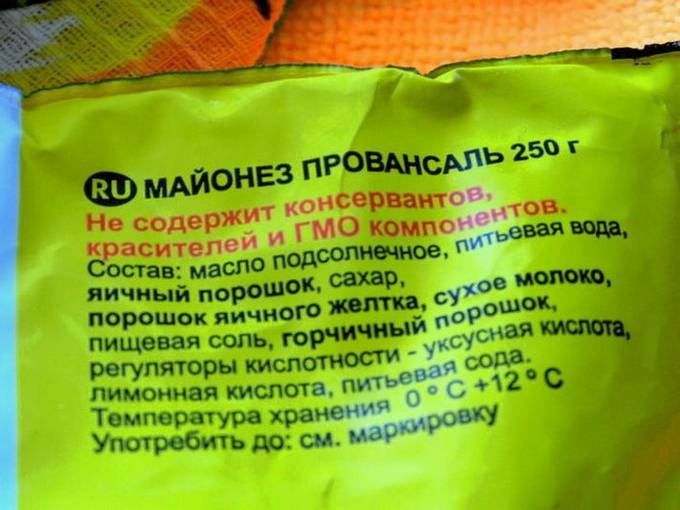 RU МАЙОНЕЗ ПРОВАНСАЛЬ 250 г
Не содержит консервантов,
красителей и ГМО компонентов.
Состав: масло подсолнечное, питьевая вода,
яичный порошок, сахар,
порошок яичного желтка, сухое молоко,
пищевая соль, горчичный порошок,
регуляторы кислотности - уксусная кислота,
лимонная кислота, питьевая сода.
Температура хранения 0 ° С +12 ° С
Употребить до: см. маркировку